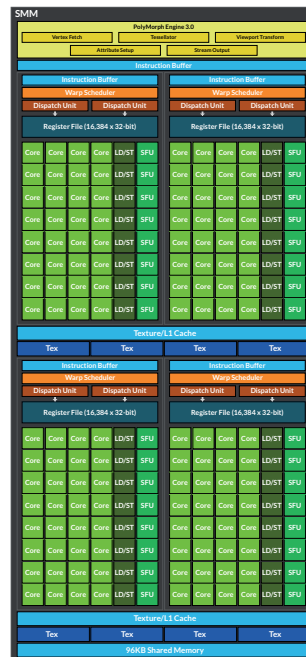 SMM
PolyMorph Engine 3.0
Vertex Fetch Tessellator Viewport Transform
Attribute Setup Stream Output
Instruction Buffer
Instruction Buffer Instruction Buffer
Warp Scheduler Warp Scheduler
Dispatch Unit Dispatch Unit Dispatch Unit Dispatch Unit
Register File (16,384 x 32-bit) Register File (16,384 x 32-bit)
Core Core Core Core LD/ST SFU Core Core Core Core LD/ST SFU
Core Core Core Core LD/ST SFU Core Core Core Core LD/ST SFU
Core Core Core Core LD/ST SFU Core Core Core Core LD/ST SFU
Core Core Core Core LD/ST SFU Core Core Core Core LD/ST SFU
Core Core Core Core LD/ST SFU Core Core Core Core LD/ST SFU
Core Core Core Core LD/ST SFU Core Core Core Core LD/ST SFU
Core Core Core Core LD/ST SFU Core Core Core Core LD/ST SFU
Core Core Core Core LD/ST SFU Core Core Core Core LD/ST SFU
Texture/L1 Cache
Tex Tex Tex Tex
Instruction Buffer Instruction Buffer
Warp Scheduler Warp Scheduler
Dispatch Unit Dispatch Unit Dispatch Unit Dispatch Unit
Register File (16,384 x 32-bit) Register File (16,384 x 32-bit)
Core Core Core Core LD/ST SFU Core Core Core Core LD/ST SFU
Core Core Core Core LD/ST SFU Core Core Core Core LD/ST SFU
Core Core Core Core LD/ST SFU Core Core Core Core LD/ST SFU
Core Core Core Core LD/ST SFU Core Core Core Core LD/ST SFU
Core Core Core Core LD/ST SFU Core Core Core Core LD/ST SFU
Core Core Core Core LD/ST SFU Core Core Core Core LD/ST SFU
Core Core Core Core LD/ST SFU Core Core Core Core LD/ST SFU
Core Core Core Core LD/ST SFU Core Core Core Core LD/ST SFU
Texture/L1 Cache
Tex Tex Tex Tex
96KB Shared Memory